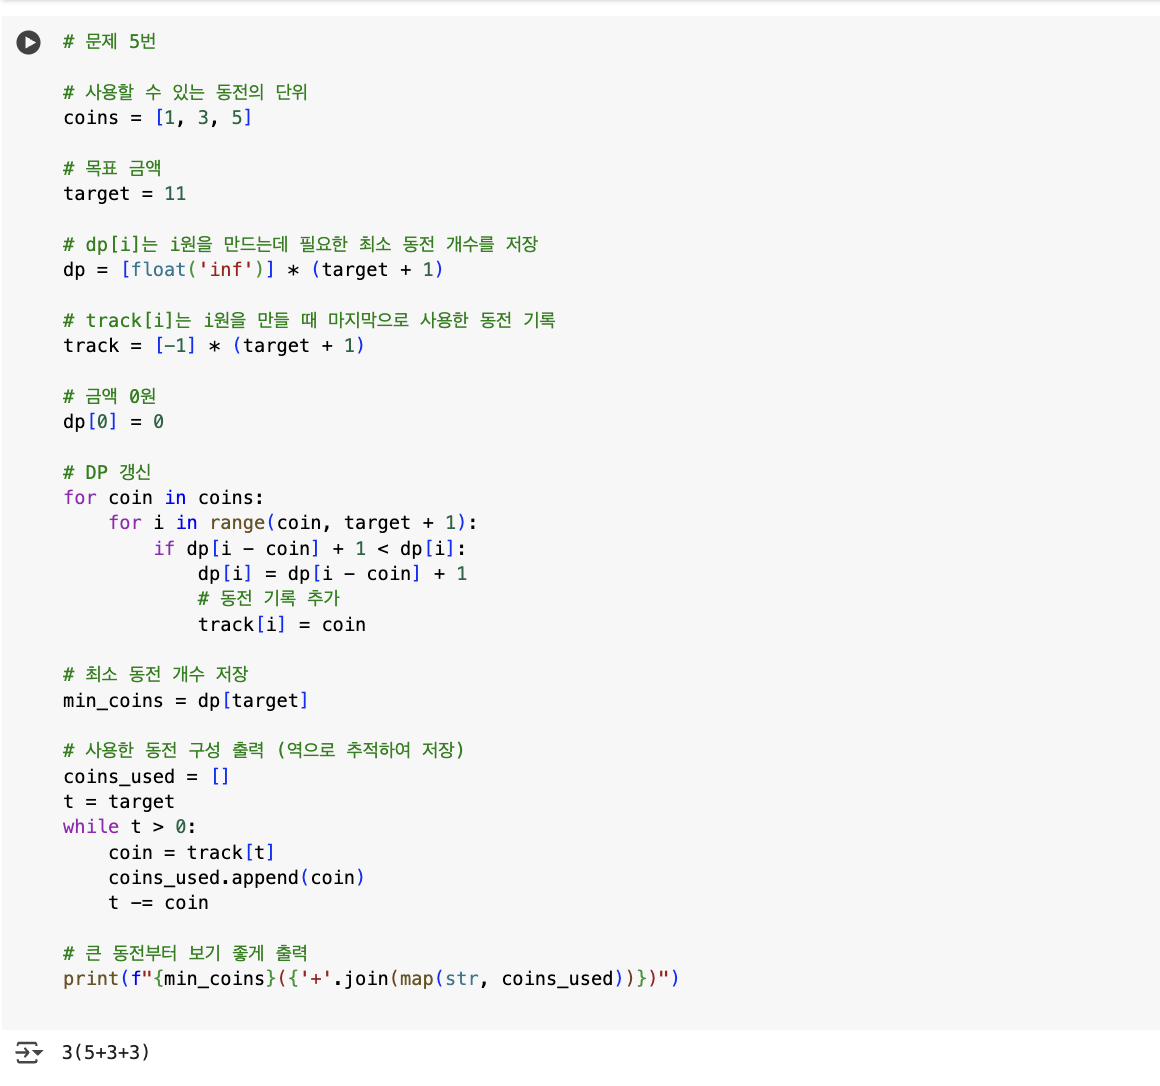 # 문제 5번
# 사용할 수 있는 동전의 단위
coins = [1, 3, 5]
# 목표 금액
target = 11
# dp[i]는 i원을 만드는데 필요한 최소 동전 개수를 저장
dp = [float('inf')] * (target + 1)
# track[i]는 i원을 만들 때 마지막으로 사용한 동전 기록
track = [-1] * (target + 1)
# 금액 0원
dp[0] = 0
# DP 갱신
for coin in coins:
    for i in range(coin, target + 1):
        if dp[i - coin] + 1 < dp[i]:
            dp[i] = dp[i - coin] + 1
            # 동전 기록 추가
            track[i] = coin
# 최소 동전 개수 저장
min_coins = dp[target]
# 사용한 동전 구성 출력 (역으로 추적하여 저장)
coins_used = []
t = target
while t > 0:
    coin = track[t]
    coins_used.append(coin)
    t -= coin
# 큰 동전부터 보기 좋게 출력
print(f"{min_coins}({'+'.join(map(str, coins_used))})")
3(5+3+3)